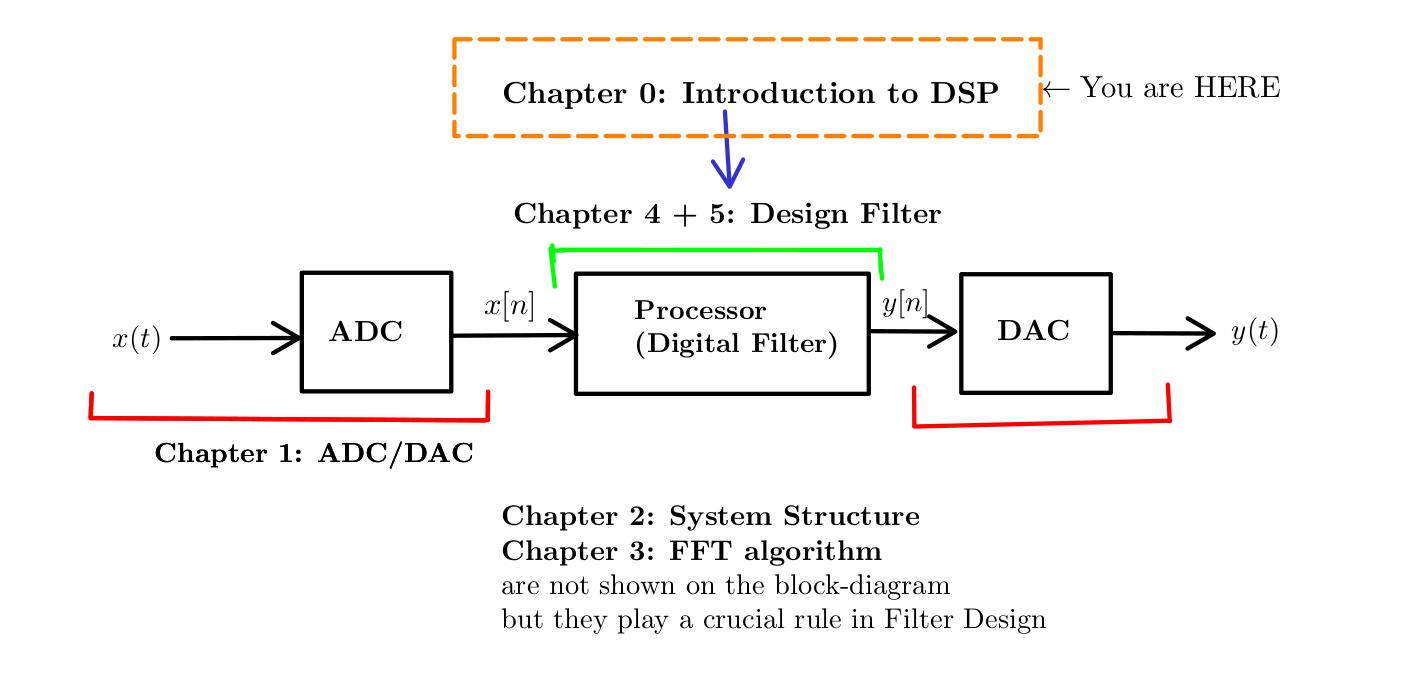 Chapter 0: Introduction to DSP
← You are HERE
Chapter 4 + 5: Design Filter
x(t)
ADC
x[n]
Processor
(Digital Filter)
y[n]
DAC
y(t)
Chapter 1: ADC/DAC
Chapter 2: System Structure
Chapter 3: FFT algorithm
are not shown on the block-diagram
but they play a crucial rule in Filter Design